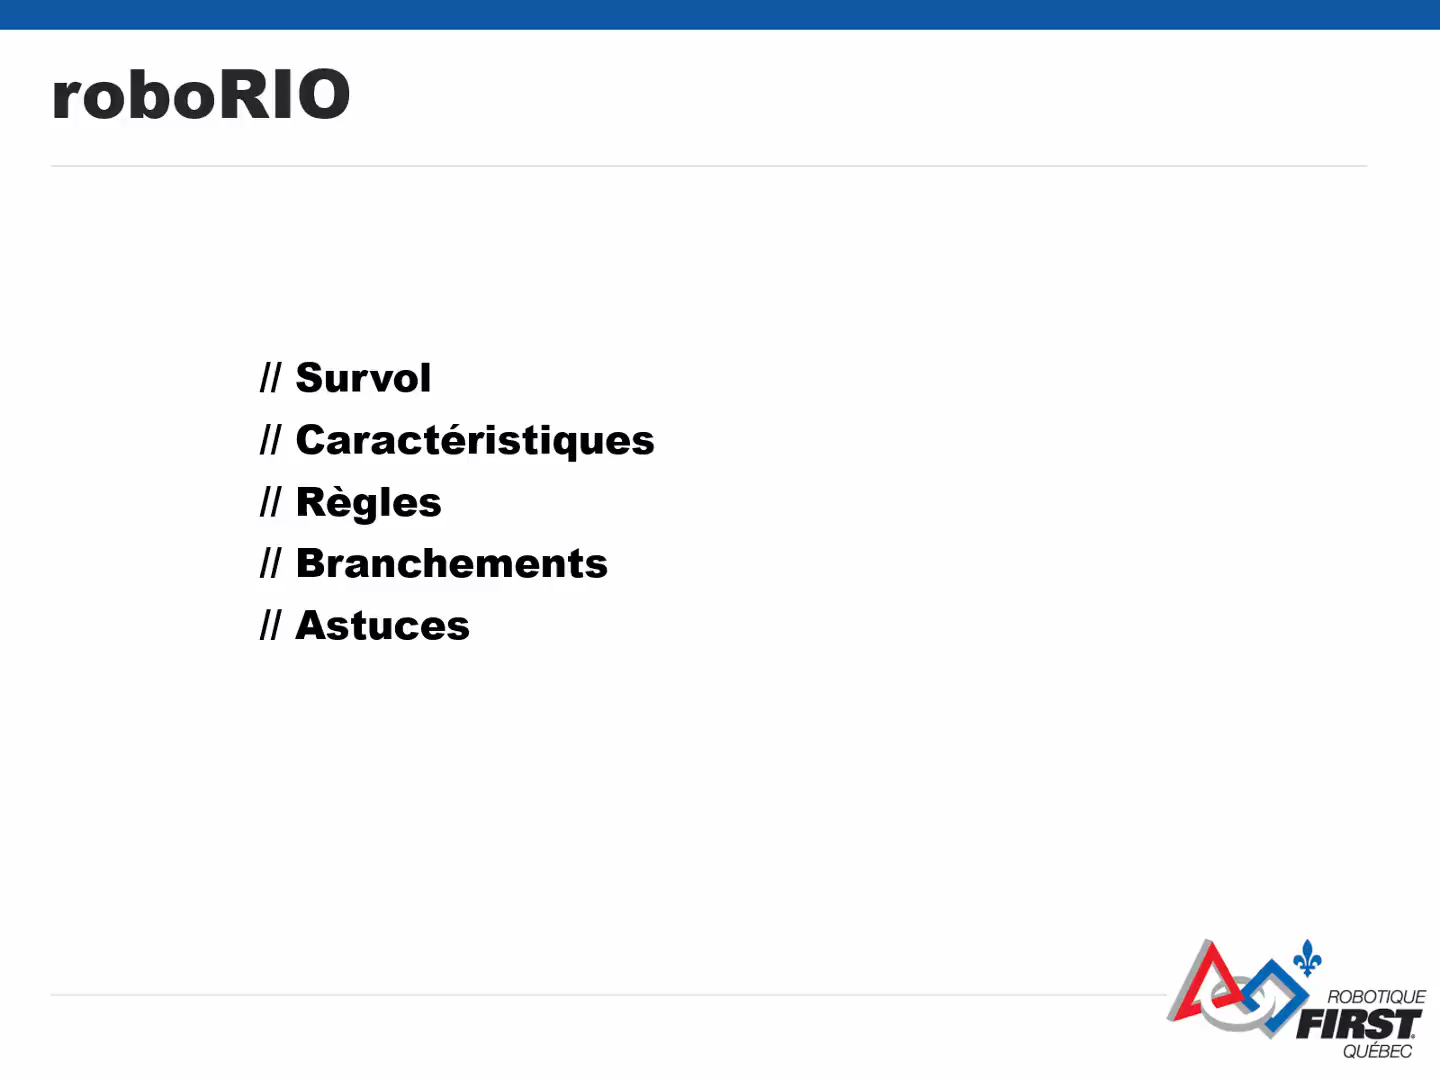 roboRIO
// Survol
// Caractéristiques
// Règles
// Branchements
// Astuces
ROBOTIQUE
FIRST
QUÉBEC